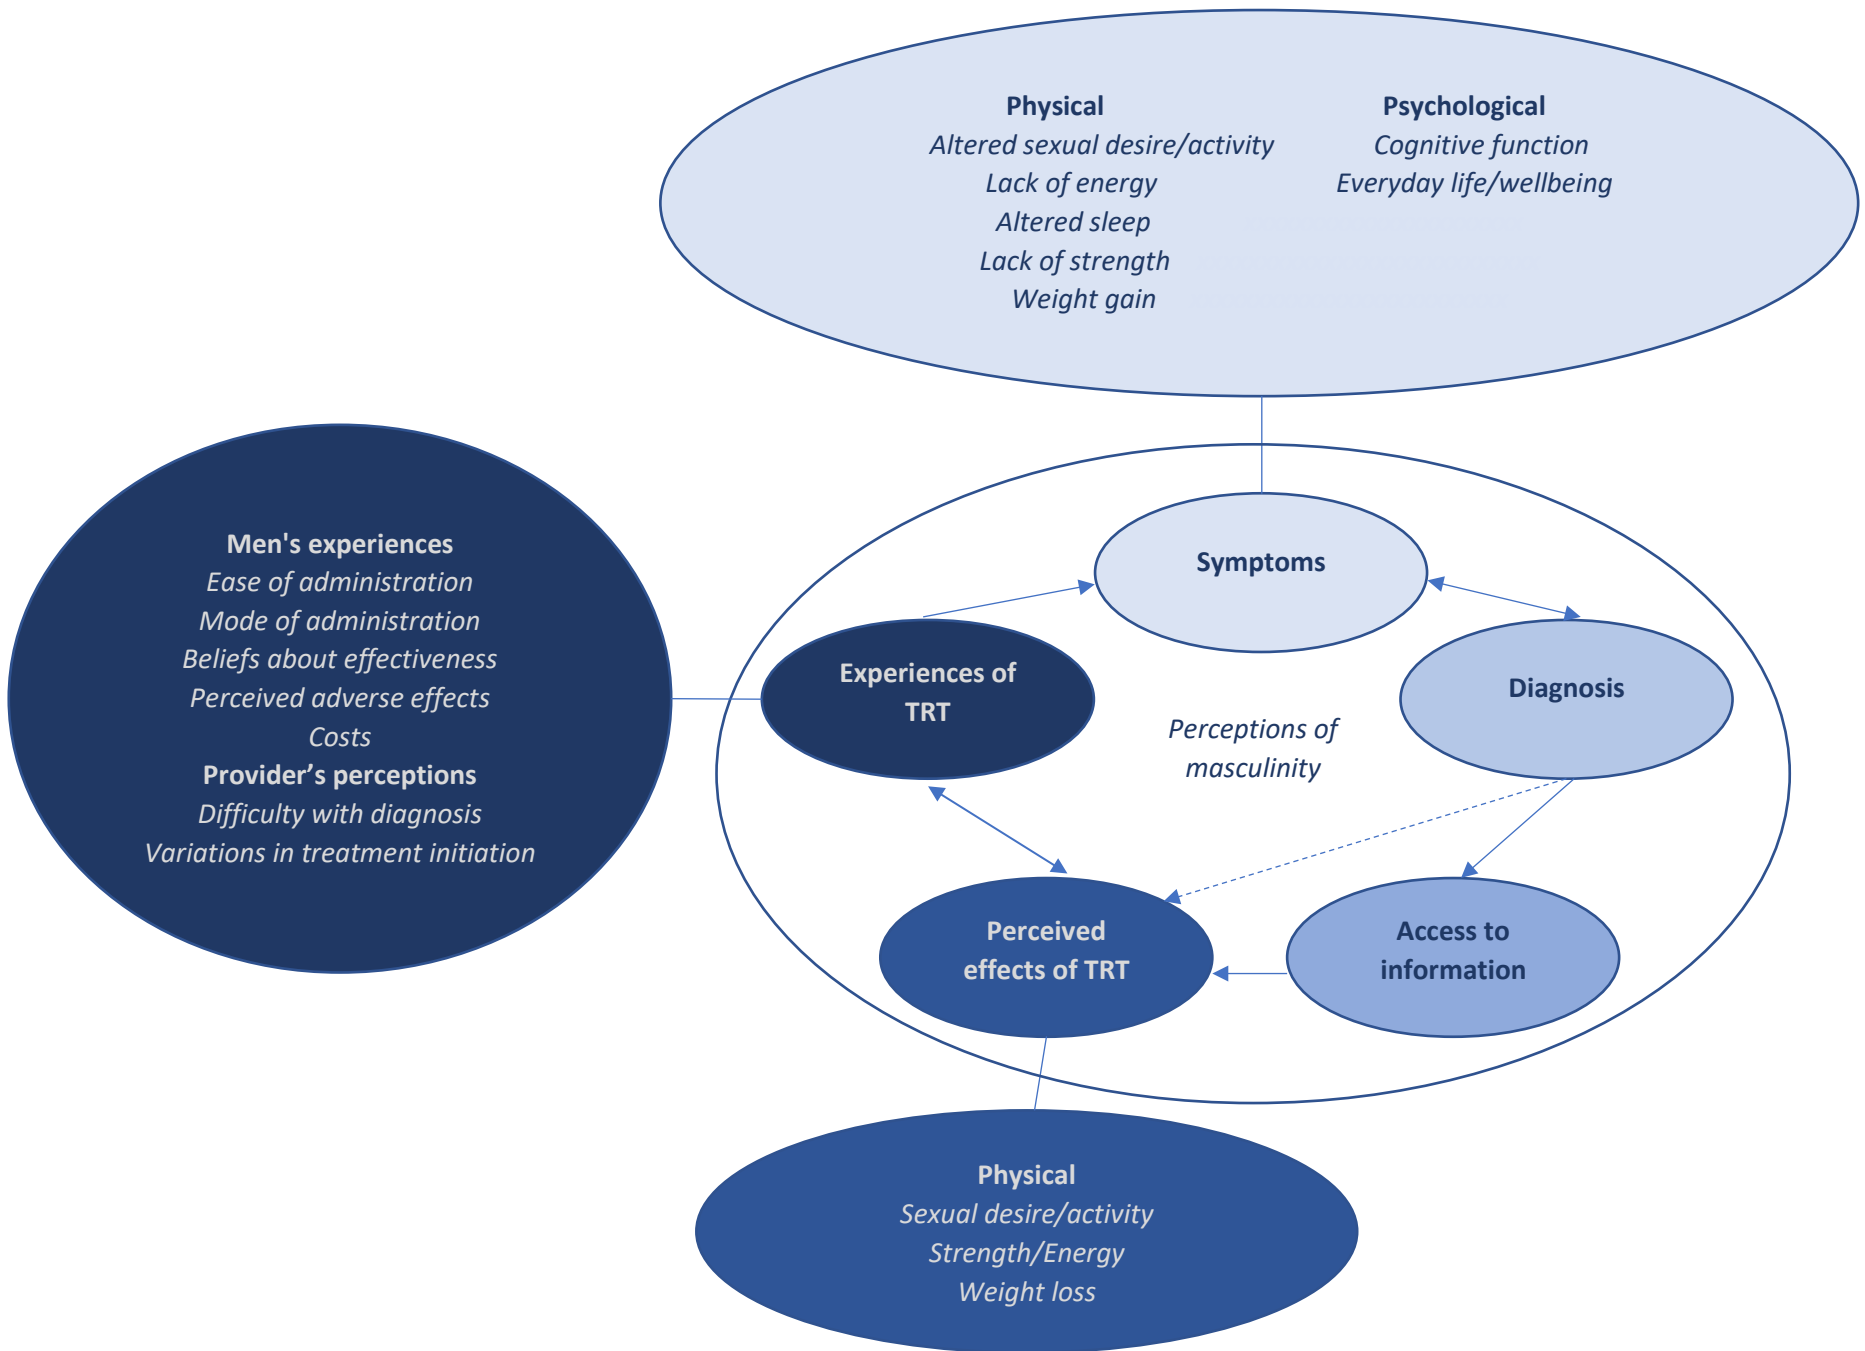 Physical
Psychological
Altered sexual desire/activity
Cognitive function
Lack of energy
Everyday life/wellbeing
Altered sleep
Lack of strength
Weight gain
Men's experiences
Ease of administration
Mode of administration
Beliefs about effectiveness
Perceived adverse effects
Costs
Provider’s perceptions
Difficulty with diagnosis
Variations in treatment initiation
Symptoms
Experiences of
TRT
Diagnosis
Perceptions of
masculinity
Perceived
effects of TRT
Access to
information
Physical
Sexual desire/activity
Strength/Energy
Weight loss